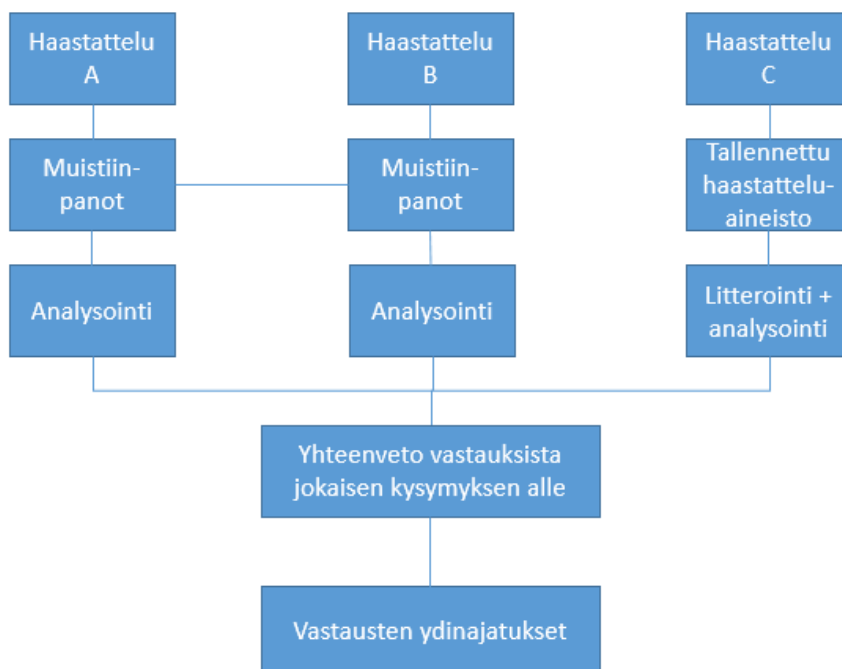 Haastattelu
A
Haastattelu
B
Haastattelu
C
Muistiin-
panot
Muistiin-
panot
Tallennettu
haastattelu-
aineisto
Analysointi
Analysointi
Litterointi +
analysointi
Yhteenveto vastauksista
jokaisen kysymyksen alle
Vastausten ydinajatukset